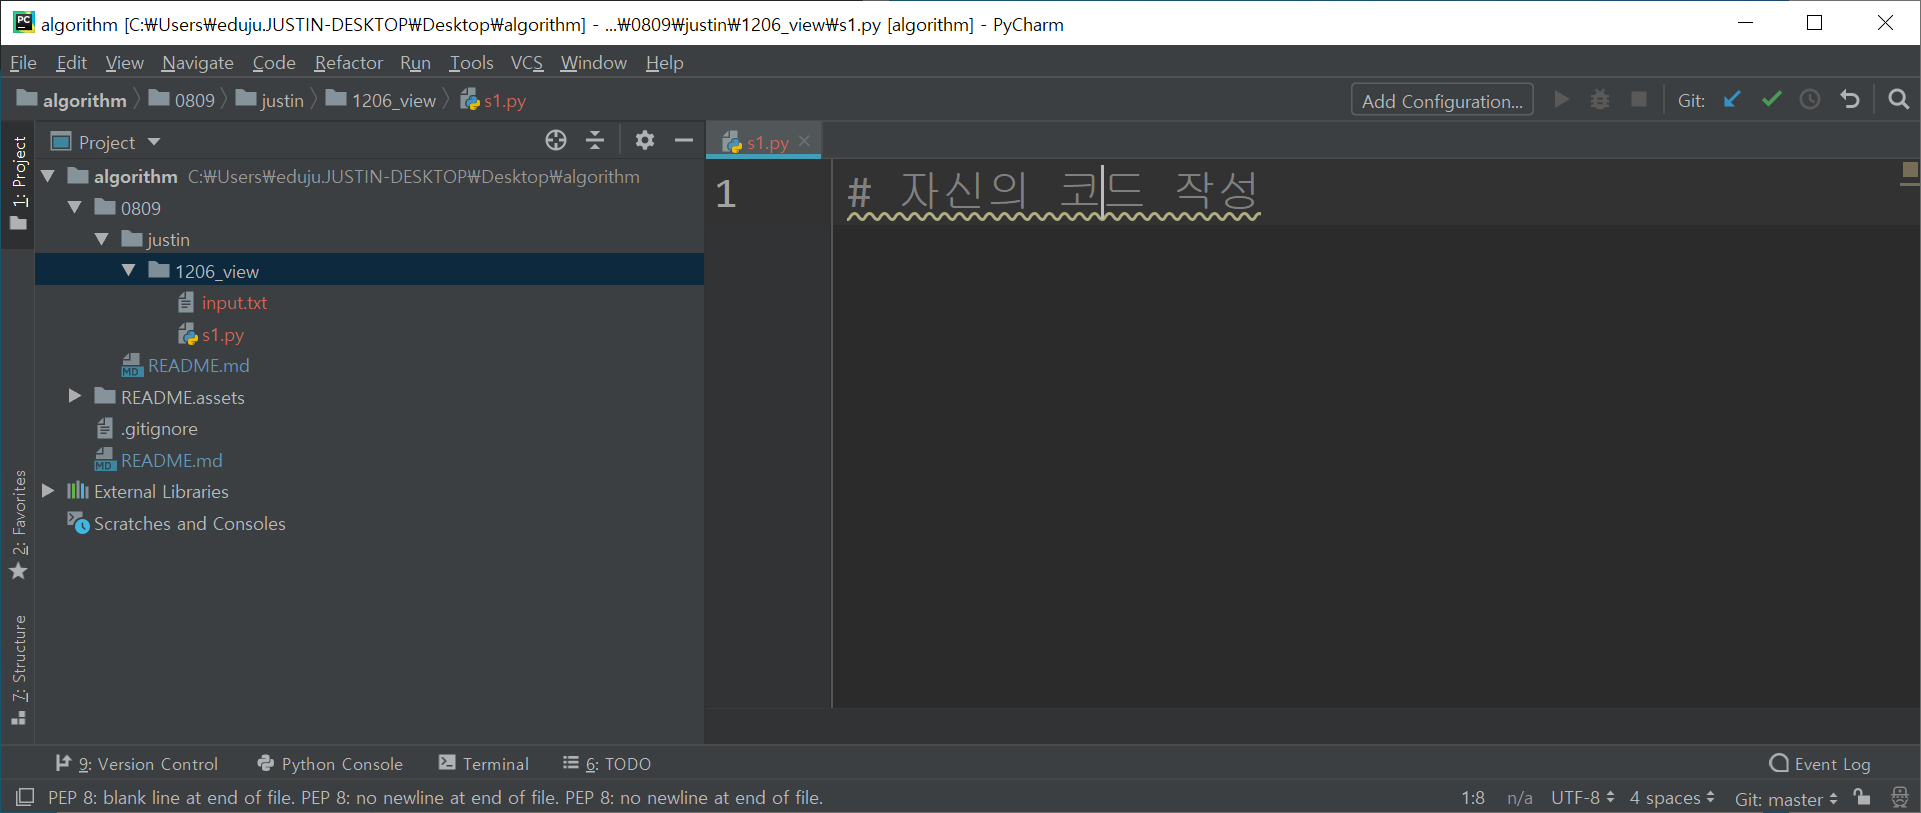 algorithm [C:₩Users₩eduju.JUSTIN-DESKTOP₩Desktop₩algorithm] - ...₩0809₩justin₩1206_view₩s1.py [algorithm] - PyCharm
File Edit View Navigate Code Refactor Run Tools VCS Window Help
algorithm 0809 justin 1206_view s1.py Add Configuration... Git:
1: Project
Project
s1.py
algorithm C:₩Users₩eduju.JUSTIN-DESKTOP₩Desktop₩algorithm
1 # 자신의 코드 작성
0809
justin
1206_view
input.txt
s1.py
README.md
README.assets
.gitignore
README.md
External Libraries
Scratches and Consoles
2: Favorites
7: Structure
9: Version Control Python Console Terminal 6: TODO Event Log
PEP 8: blank line at end of file. PEP 8: no newline at end of file. PEP 8: no newline at end of file. 1:8 n/a UTF-8 4 spaces Git: master